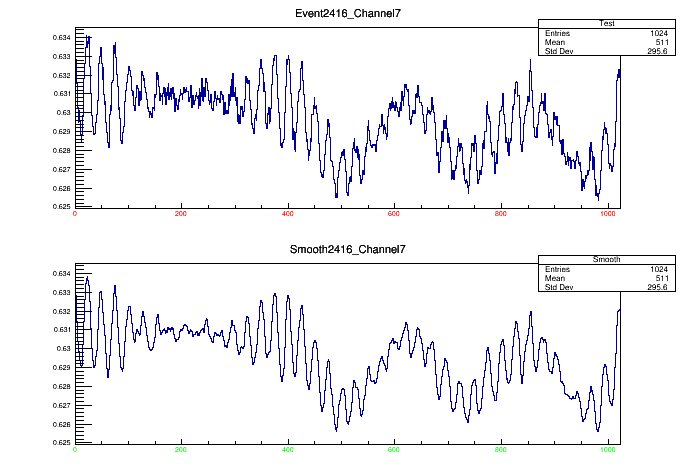 Event2416_Channel7
Test
Entries 1024
Mean 511
Std Dev 295.6
0.634
0.633
0.632
0.631
0.63
0.629
0.628
0.627
0.626
0.625
0 200 400 600 800 1000
Smooth2416_Channel7
Smooth
Entries 1024
Mean 511
Std Dev 295.6
0.634
0.633
0.632
0.631
0.63
0.629
0.628
0.627
0.626
0.625
0 200 400 600 800 1000